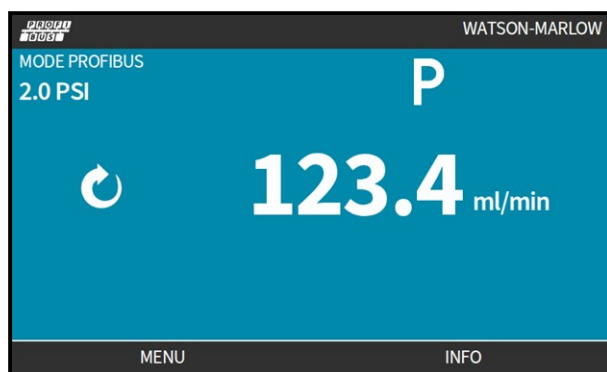 PROFI
BUS
WATSON-MARLOW
MODE PROFIBUS
2.0 PSI
P
123.4 ml/min
MENU
INFO